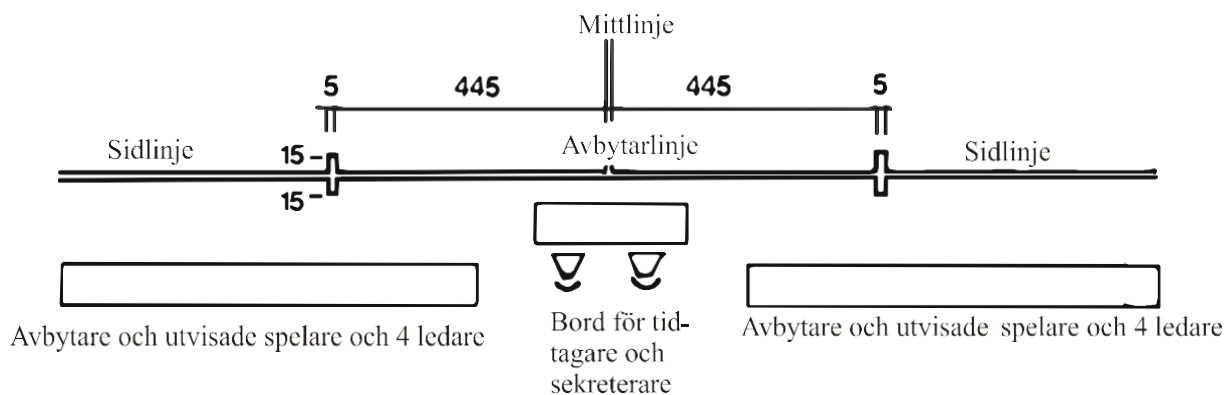 Mittlinje
5 445 445 5
Sidlinje 15 Avbytarlinje Sidlinje
15
Avbytare och utvisade spelare och 4 ledare
Bord för tid-
tagare och
sekreterare
Avbytare och utvisade spelare och 4 ledare